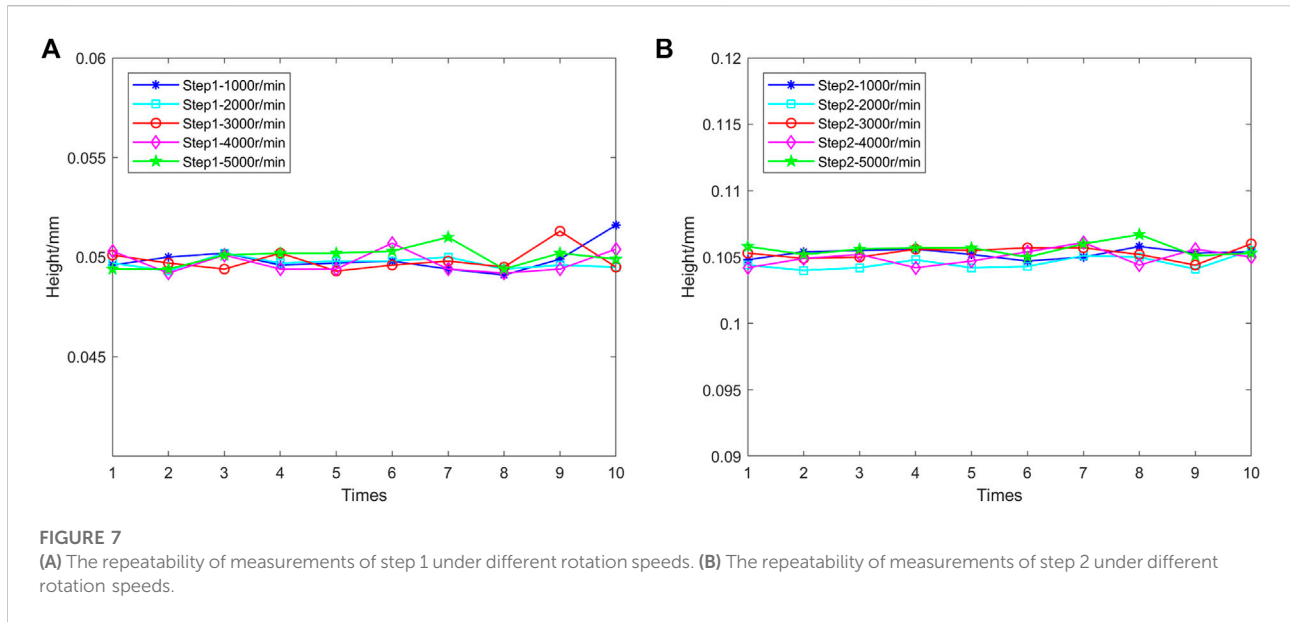 A
0.06
0.055
0.05
0.045
Height/mm
Step1-1000r/min
Step1-2000r/min
Step1-3000r/min
Step1-4000r/min
Step1-5000r/min
1 2 3 4 5 6 7 8 9 10
Times
B
0.12
0.115
0.11
0.105
0.1
0.095
0.09
Height/mm
Step2-1000r/min
Step2-2000r/min
Step2-3000r/min
Step2-4000r/min
Step2-5000r/min
1 2 3 4 5 6 7 8 9 10
Times
FIGURE 7
(A) The repeatability of measurements of step 1 under different rotation speeds. (B) The repeatability of measurements of step 2 under different
rotation speeds.